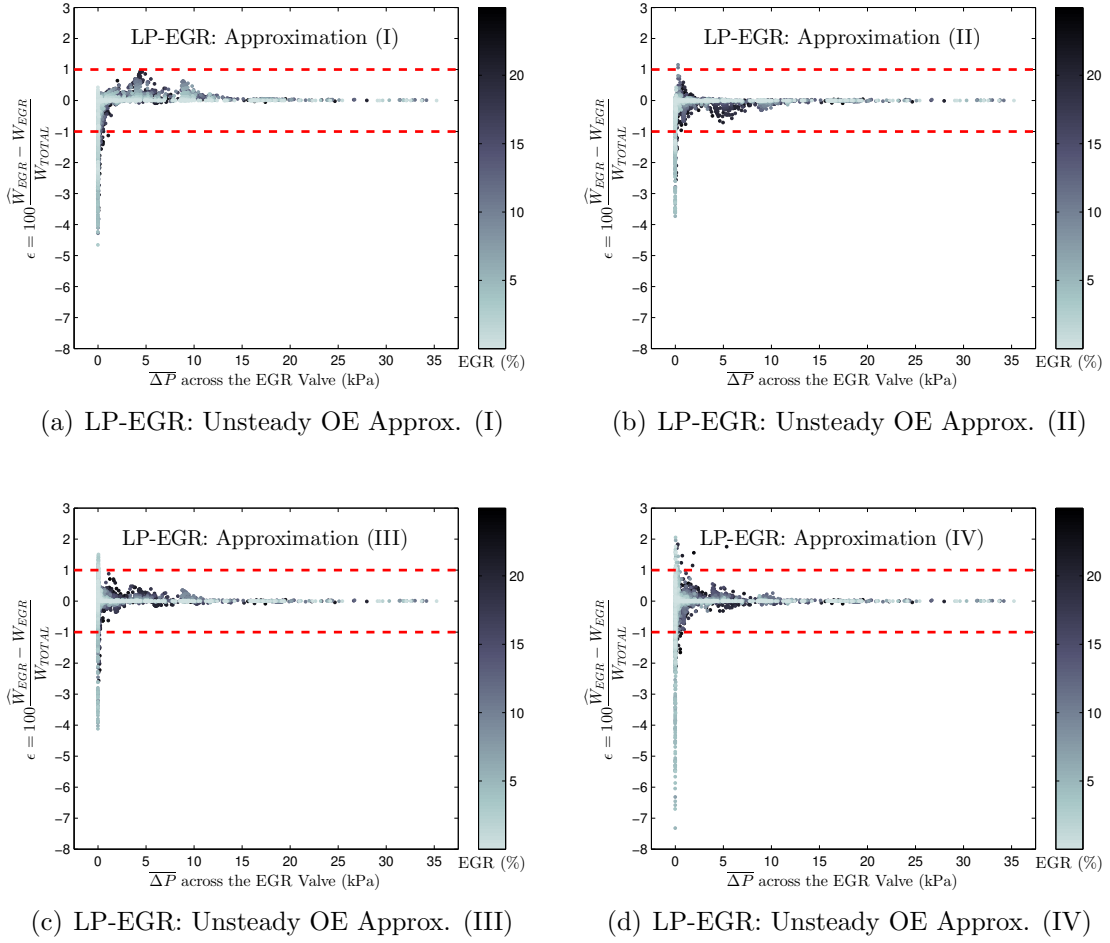 LP-EGR: Approximation (I)
3
2
1
0
−1
−2
−3
−4
−5
−6
−7
−8
ϵ = 100 (Ŵ_EGR − W_EGR) / W_TOTAL
0 5 10 15 20 25 30 35
ΔP̅ across the EGR Valve (kPa)
20
15
10
5
EGR (%)
(a) LP-EGR: Unsteady OE Approx. (I)
LP-EGR: Approximation (II)
3
2
1
0
−1
−2
−3
−4
−5
−6
−7
−8
ϵ = 100 (Ŵ_EGR − W_EGR) / W_TOTAL
0 5 10 15 20 25 30 35
ΔP̅ across the EGR Valve (kPa)
20
15
10
5
EGR (%)
(b) LP-EGR: Unsteady OE Approx. (II)
LP-EGR: Approximation (III)
3
2
1
0
−1
−2
−3
−4
−5
−6
−7
−8
ϵ = 100 (Ŵ_EGR − W_EGR) / W_TOTAL
0 5 10 15 20 25 30 35
ΔP̅ across the EGR Valve (kPa)
20
15
10
5
EGR (%)
(c) LP-EGR: Unsteady OE Approx. (III)
LP-EGR: Approximation (IV)
3
2
1
0
−1
−2
−3
−4
−5
−6
−7
−8
ϵ = 100 (Ŵ_EGR − W_EGR) / W_TOTAL
0 5 10 15 20 25 30 35
ΔP̅ across the EGR Valve (kPa)
20
15
10
5
EGR (%)
(d) LP-EGR: Unsteady OE Approx. (IV)